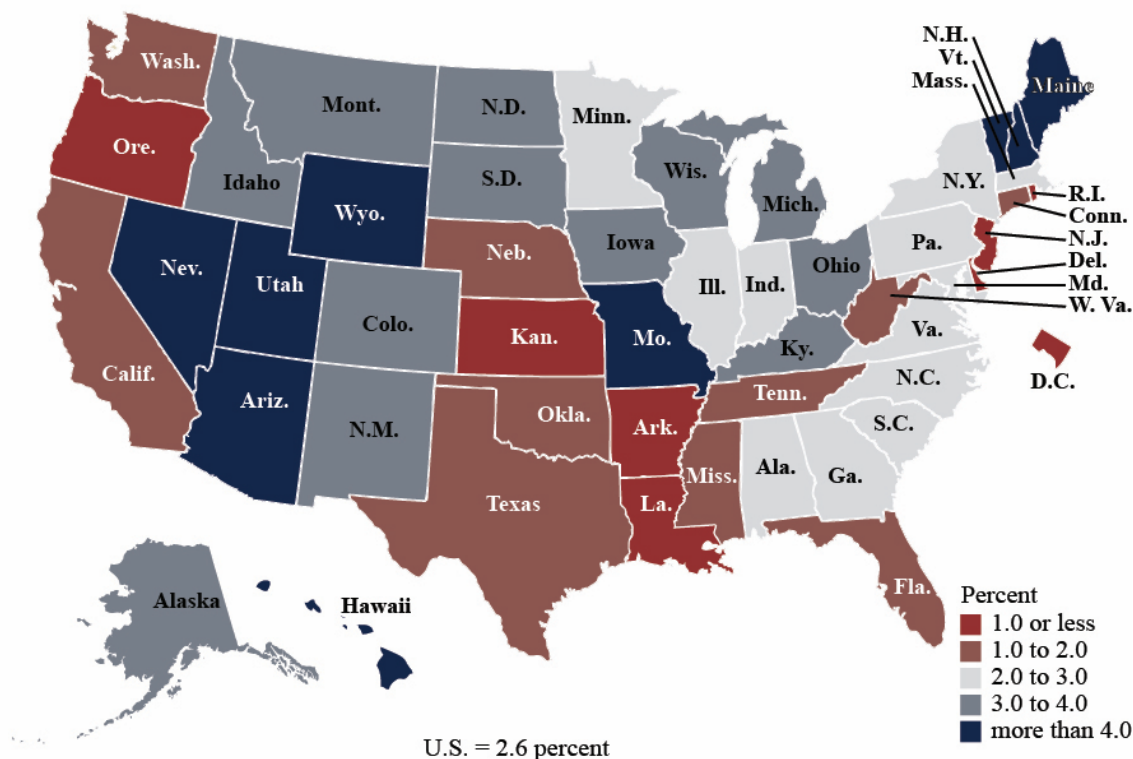 N.H.
Vt.
Mass.
Maine
Wash.
Mont.
N.D.
Minn.
Ore.
Idaho
S.D.
Wis.
Mich.
N.Y.
R.I.
Conn.
N.J.
Del.
Md.
W. Va.
Wyo.
Iowa
Nev.
Utah
Neb.
Ill.
Ind.
Ohio
Pa.
Colo.
Kan.
Mo.
Ky.
Va.
Calif.
D.C.
Ariz.
N.M.
Okla.
Ark.
Tenn.
N.C.
S.C.
Texas
La.
Miss.
Ala.
Ga.
Fla.
Alaska
Hawaii
Percent
1.0 or less
1.0 to 2.0
2.0 to 3.0
3.0 to 4.0
more than 4.0
U.S. = 2.6 percent